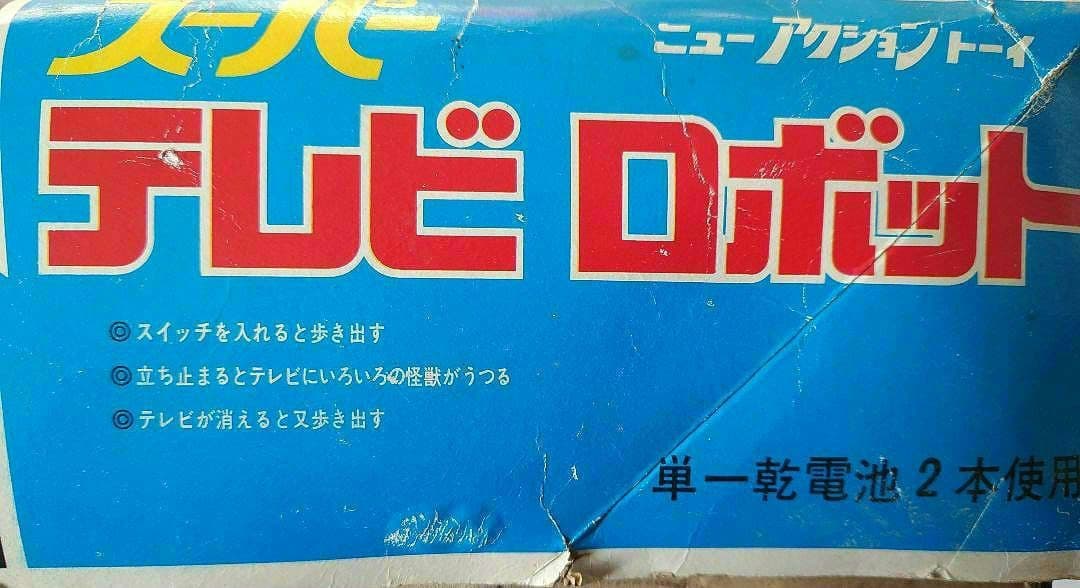 スーパー
ニューアクショントーイ
テレビ ロボット
◎スイッチを入れると歩き出す
◎立ち止まるとテレビにいろいろの怪獣がうつる
◎テレビが消えると又歩き出す
単一乾電池2本使用